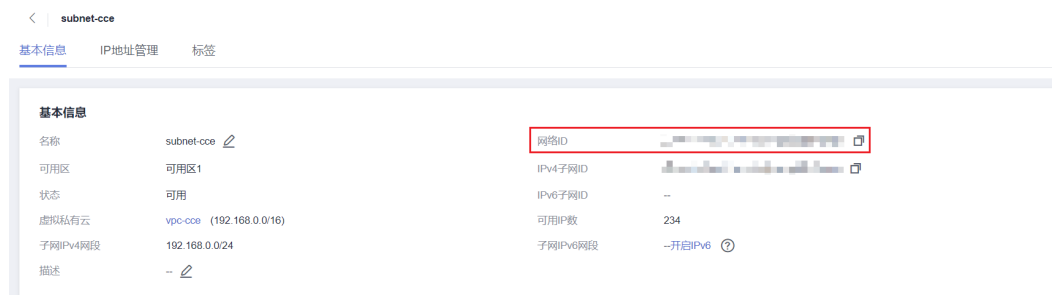 subnet-cce
基本信息 IP地址管理 标签
基本信息
名称 subnet-cce 网络ID
可用区 可用区1 IPv4子网ID
状态 可用 IPv6子网ID --
虚拟私有云 vpc-cce (192.168.0.0/16) 可用IP数 234
子网IPv4网段 192.168.0.0/24 子网IPv6网段 --开启IPv6
描述 --